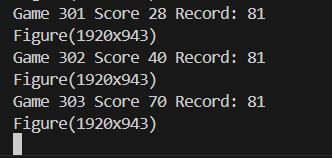 Game 301 Score 28 Record: 81
Figure(1920x943)
Game 302 Score 40 Record: 81
Figure(1920x943)
Game 303 Score 70 Record: 81
Figure(1920x943)